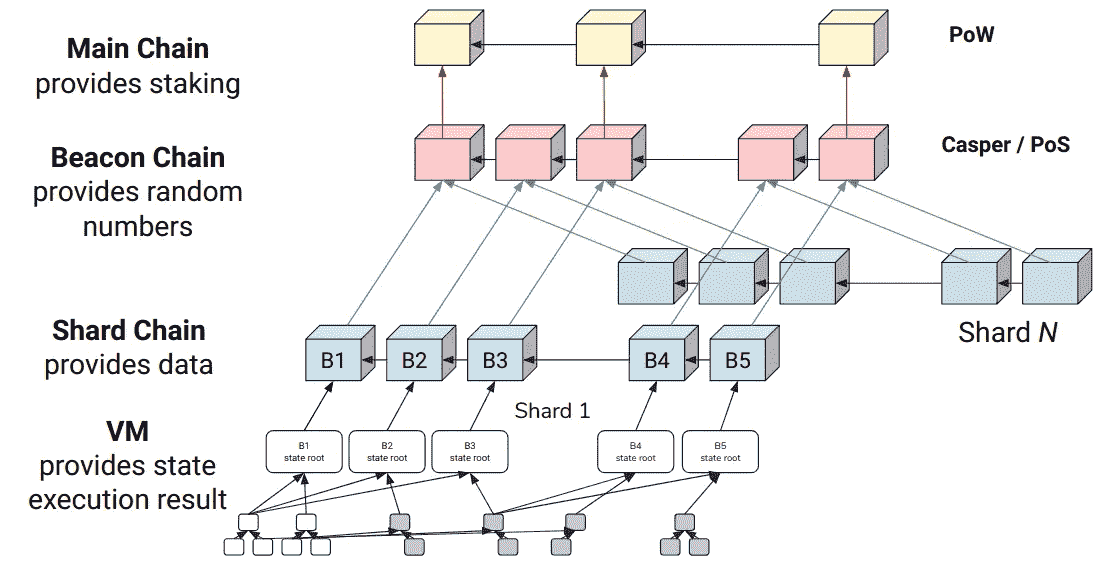 Main Chain
provides staking
PoW
Beacon Chain
provides random
numbers
Casper / PoS
Shard N
Shard Chain
provides data
B1
B2
B3
B4
B5
Shard 1
VM
provides state
execution result
B1
state root
B2
state root
B3
state root
B4
state root
B5
state root